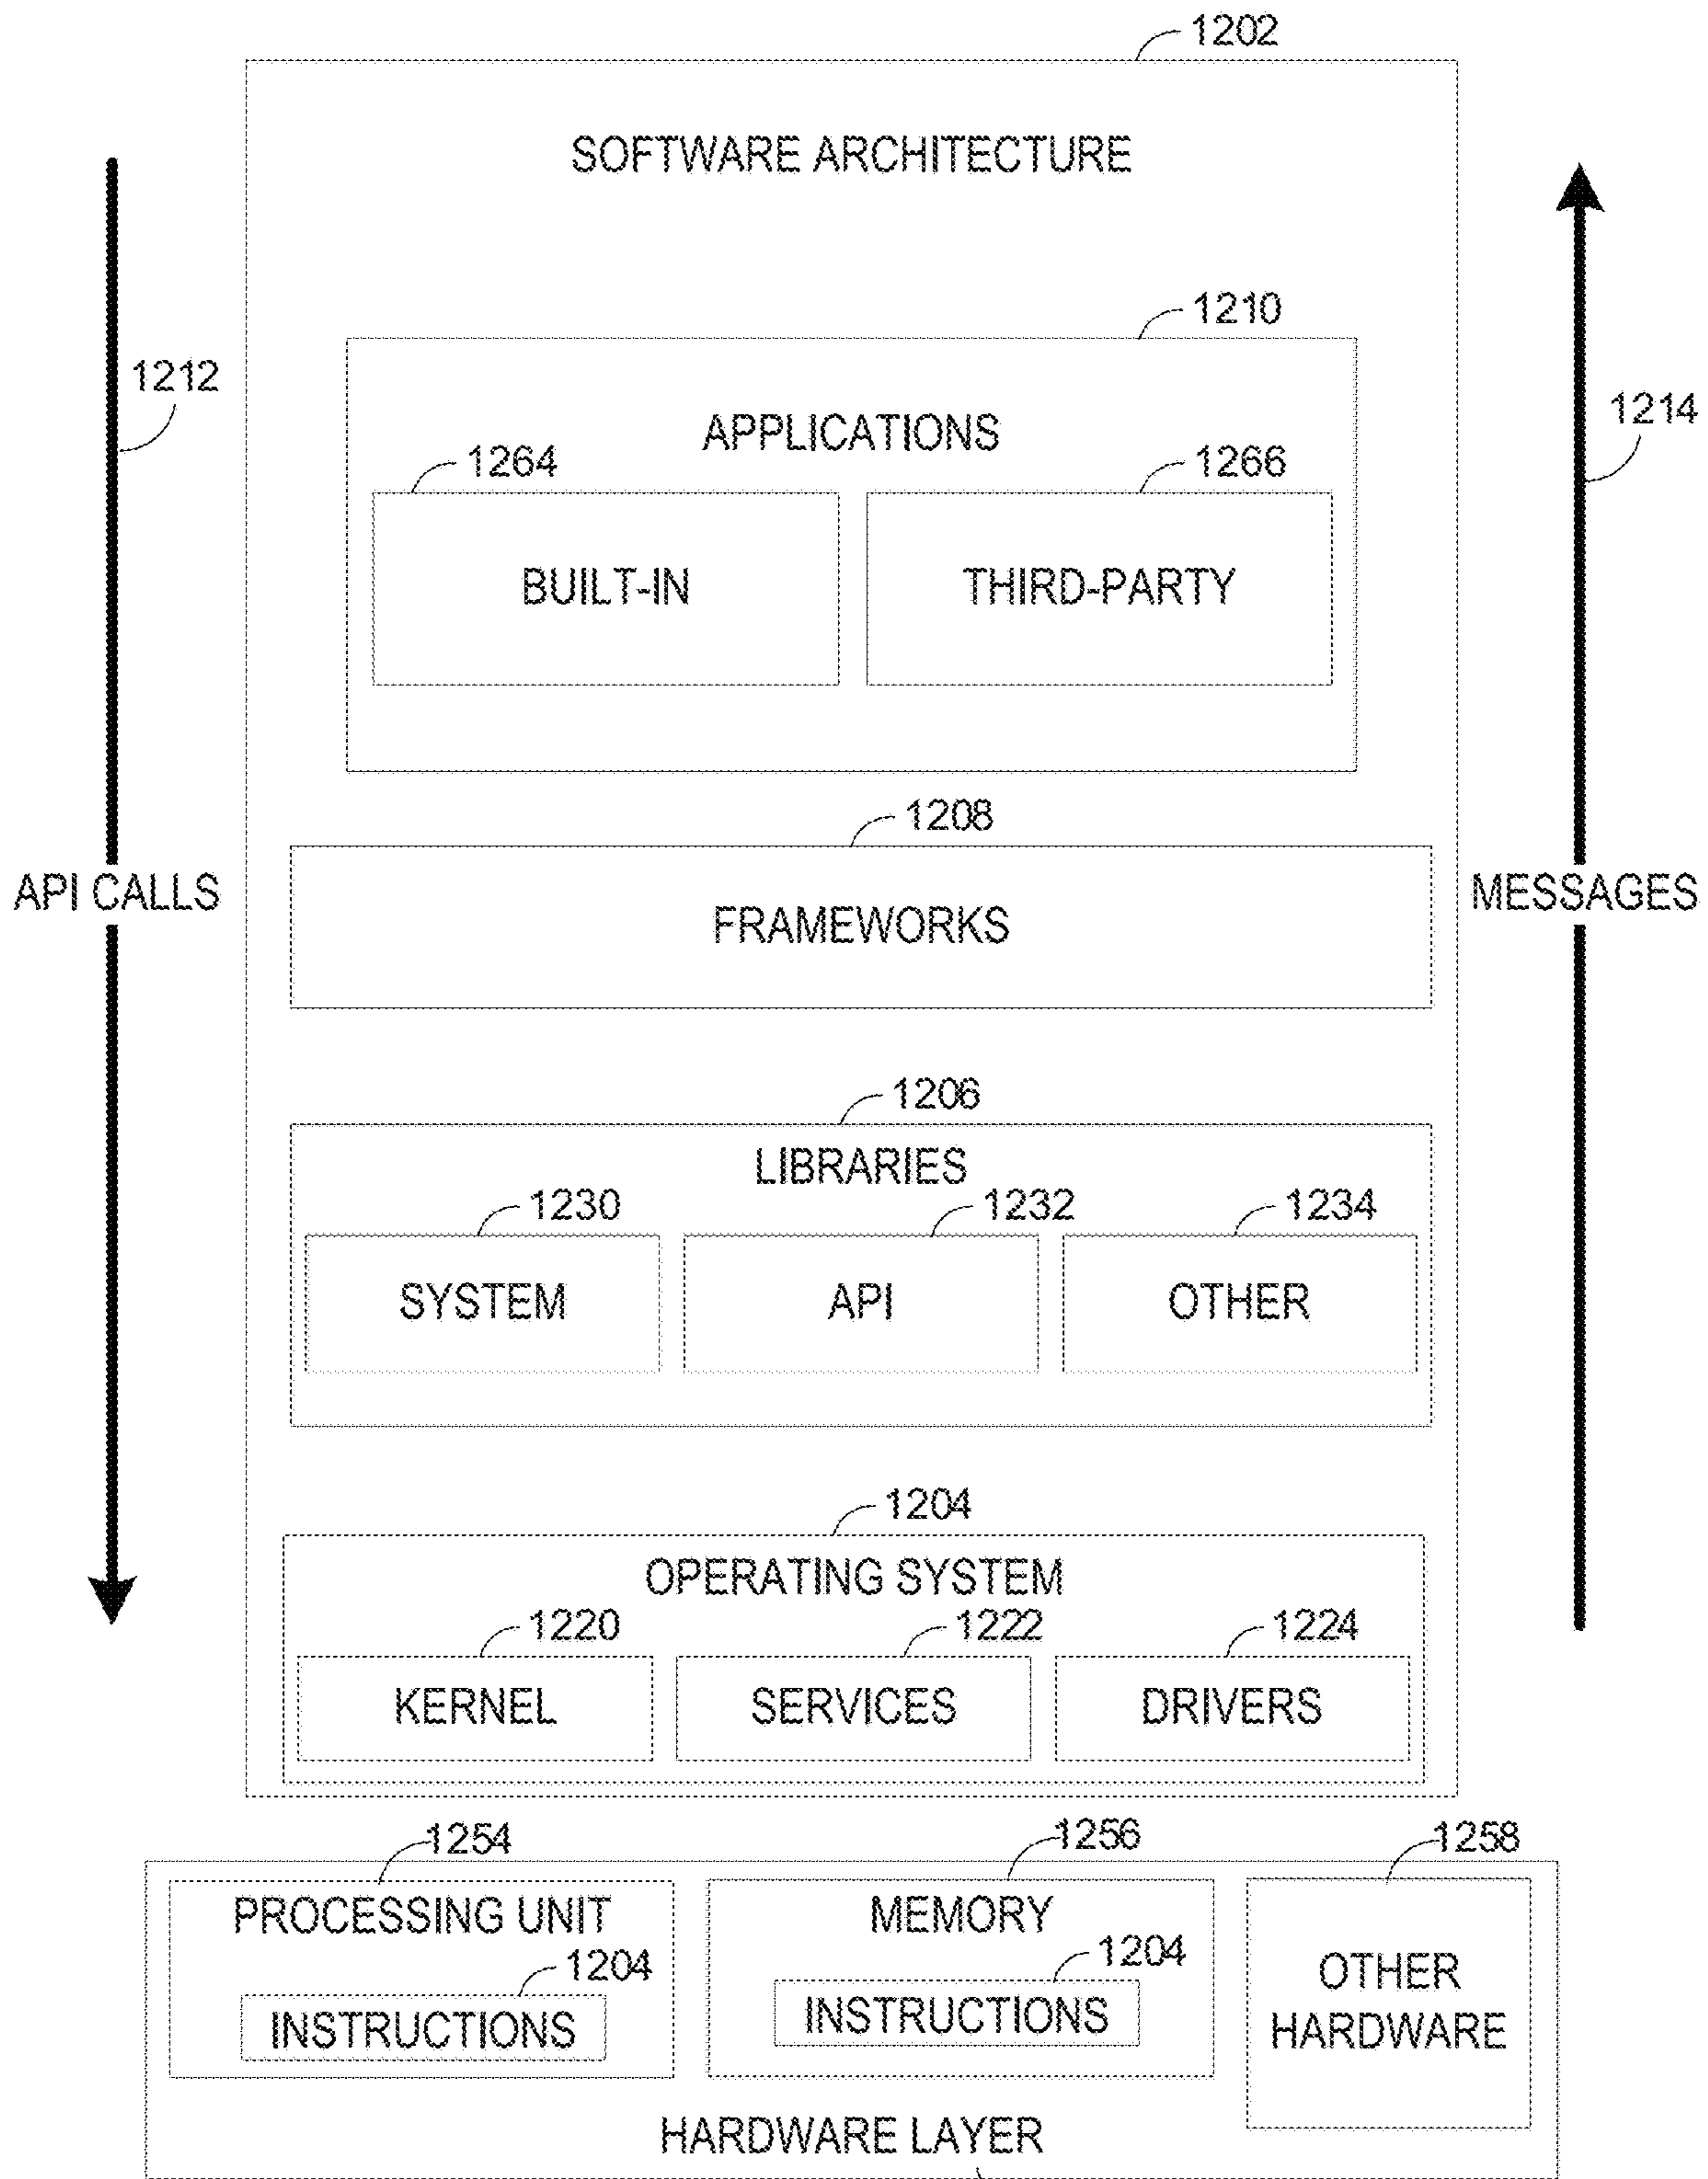 1202
SOFTWARE ARCHITECTURE
1210
1212
1214
APPLICATIONS
1264
1266
BUILT-IN
THIRD-PARTY
1208
API CALLS
MESSAGES
FRAMEWORKS
1206
LIBRARIES
1230
1232
1234
SYSTEM
API
OTHER
1204
OPERATING SYSTEM
1220
1222
1224
KERNEL
SERVICES
DRIVERS
1254
1256
1258
PROCESSING UNIT
MEMORY
1204
1204
OTHER
HARDWARE
INSTRUCTIONS
INSTRUCTIONS
HARDWARE LAYER